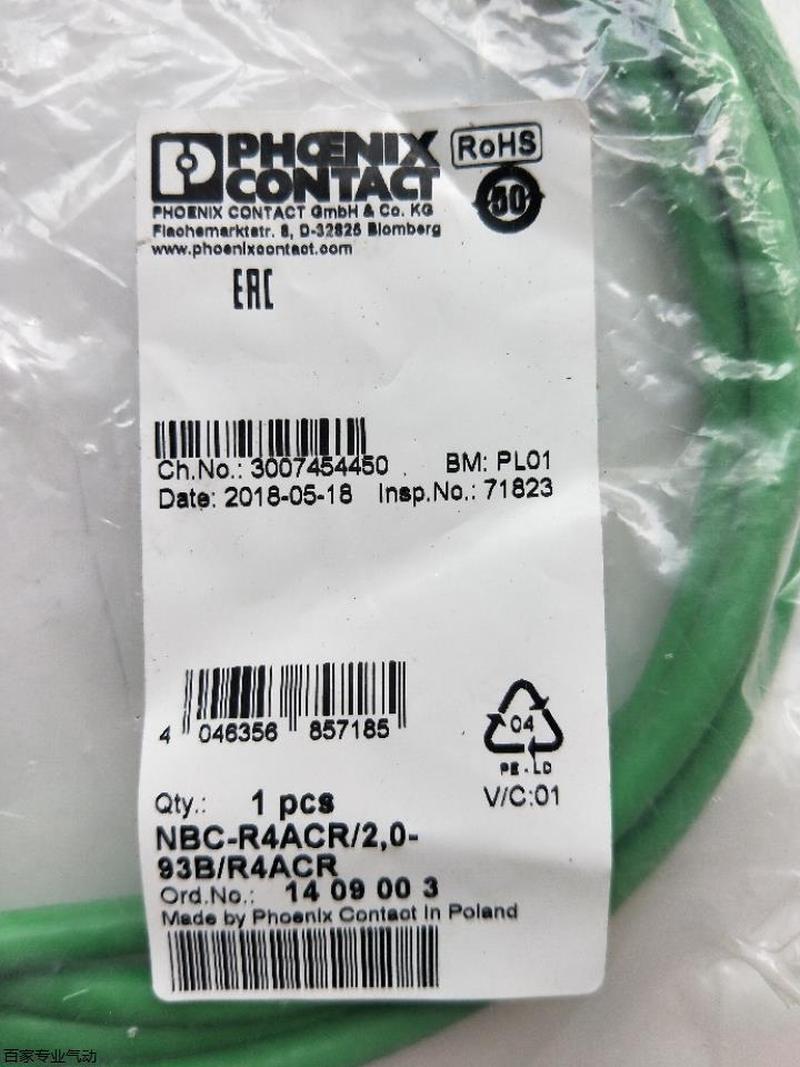 PHOENIX
CONTACT
RoHS
50
PHOENIX CONTACT GmbH & Co. KG
Flachsmarktstr. 8, D-32825 Blomberg
www.phoenixcontact.com
EAC
Ch.No.: 3007454450 BM: PL01
Date: 2018-05-18 Insp.No.: 71823
4 046356 857185
04
PE-LD
Qty.: 1 pcs V/C:01
NBC-R4ACR/2,0-
93B/R4ACR
Ord.No.: 14 09 00 3
Made by Phoenix Contact in Poland
百家专业气动